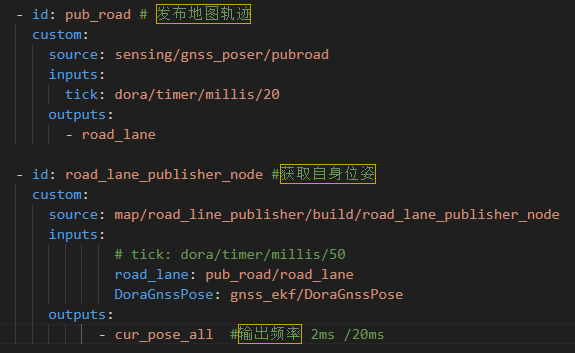 - id: pub_road # 发布地图轨迹
custom:
source: sensing/gnss_poser/pubroad
inputs:
tick: dora/timer/millis/20
outputs:
- road_lane
- id: road_lane_publisher_node #获取自身位姿
custom:
source: map/road_line_publisher/build/road_lane_publisher_node
inputs:
# tick: dora/timer/millis/50
road_lane: pub_road/road_lane
DoraGnssPose: gnss_ekf/DoraGnssPose
outputs:
- cur_pose_all #输出频率 2ms /20ms